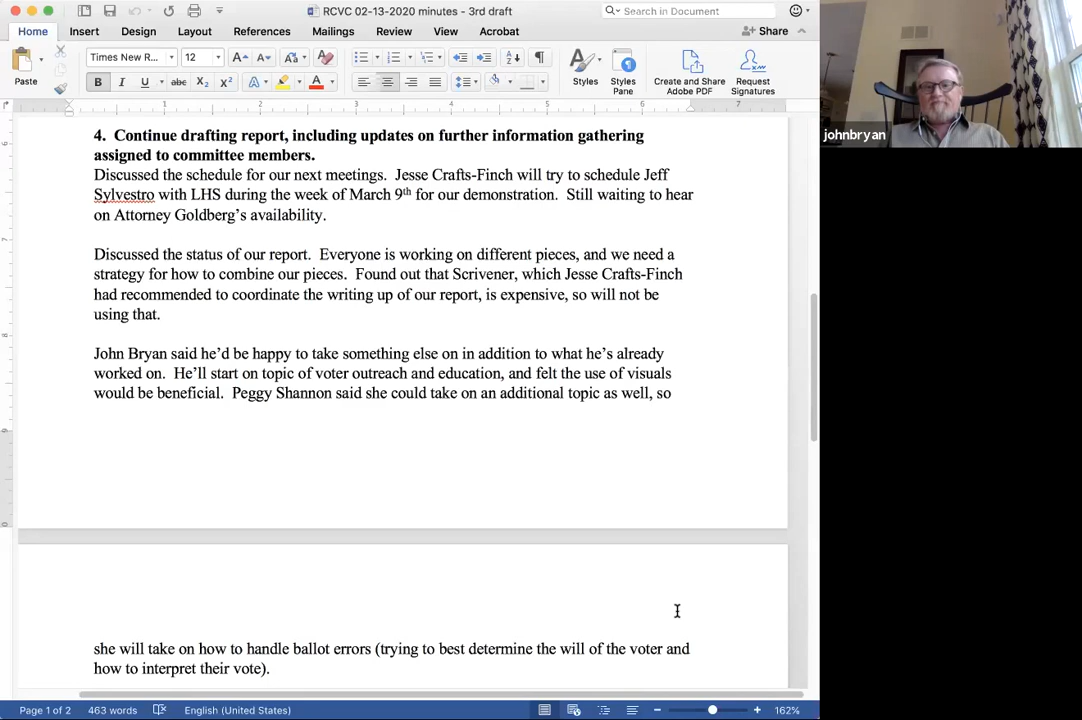 RCVC 02-13-2020 minutes - 3rd draft
Search in Document
Home Insert Design Layout References Mailings Review View Acrobat
Share
Times New R... 12
Paste
Styles
Styles Pane
Create and Share Adobe PDF
Request Signatures
1 2 3 4 5 6 7
johnbryan
4. Continue drafting report, including updates on further information gathering
assigned to committee members.
Discussed the schedule for our next meetings. Jesse Crafts-Finch will try to schedule Jeff
Sylvestro with LHS during the week of March 9th for our demonstration. Still waiting to hear
on Attorney Goldberg's availability.
Discussed the status of our report. Everyone is working on different pieces, and we need a
strategy for how to combine our pieces. Found out that Scrivener, which Jesse Crafts-Finch
had recommended to coordinate the writing up of our report, is expensive, so will not be
using that.
John Bryan said he'd be happy to take something else on in addition to what he's already
worked on. He'll start on topic of voter outreach and education, and felt the use of visuals
would be beneficial. Peggy Shannon said she could take on an additional topic as well, so
she will take on how to handle ballot errors (trying to best determine the will of the voter and
how to interpret their vote).
Page 1 of 2 463 words English (United States) 162%